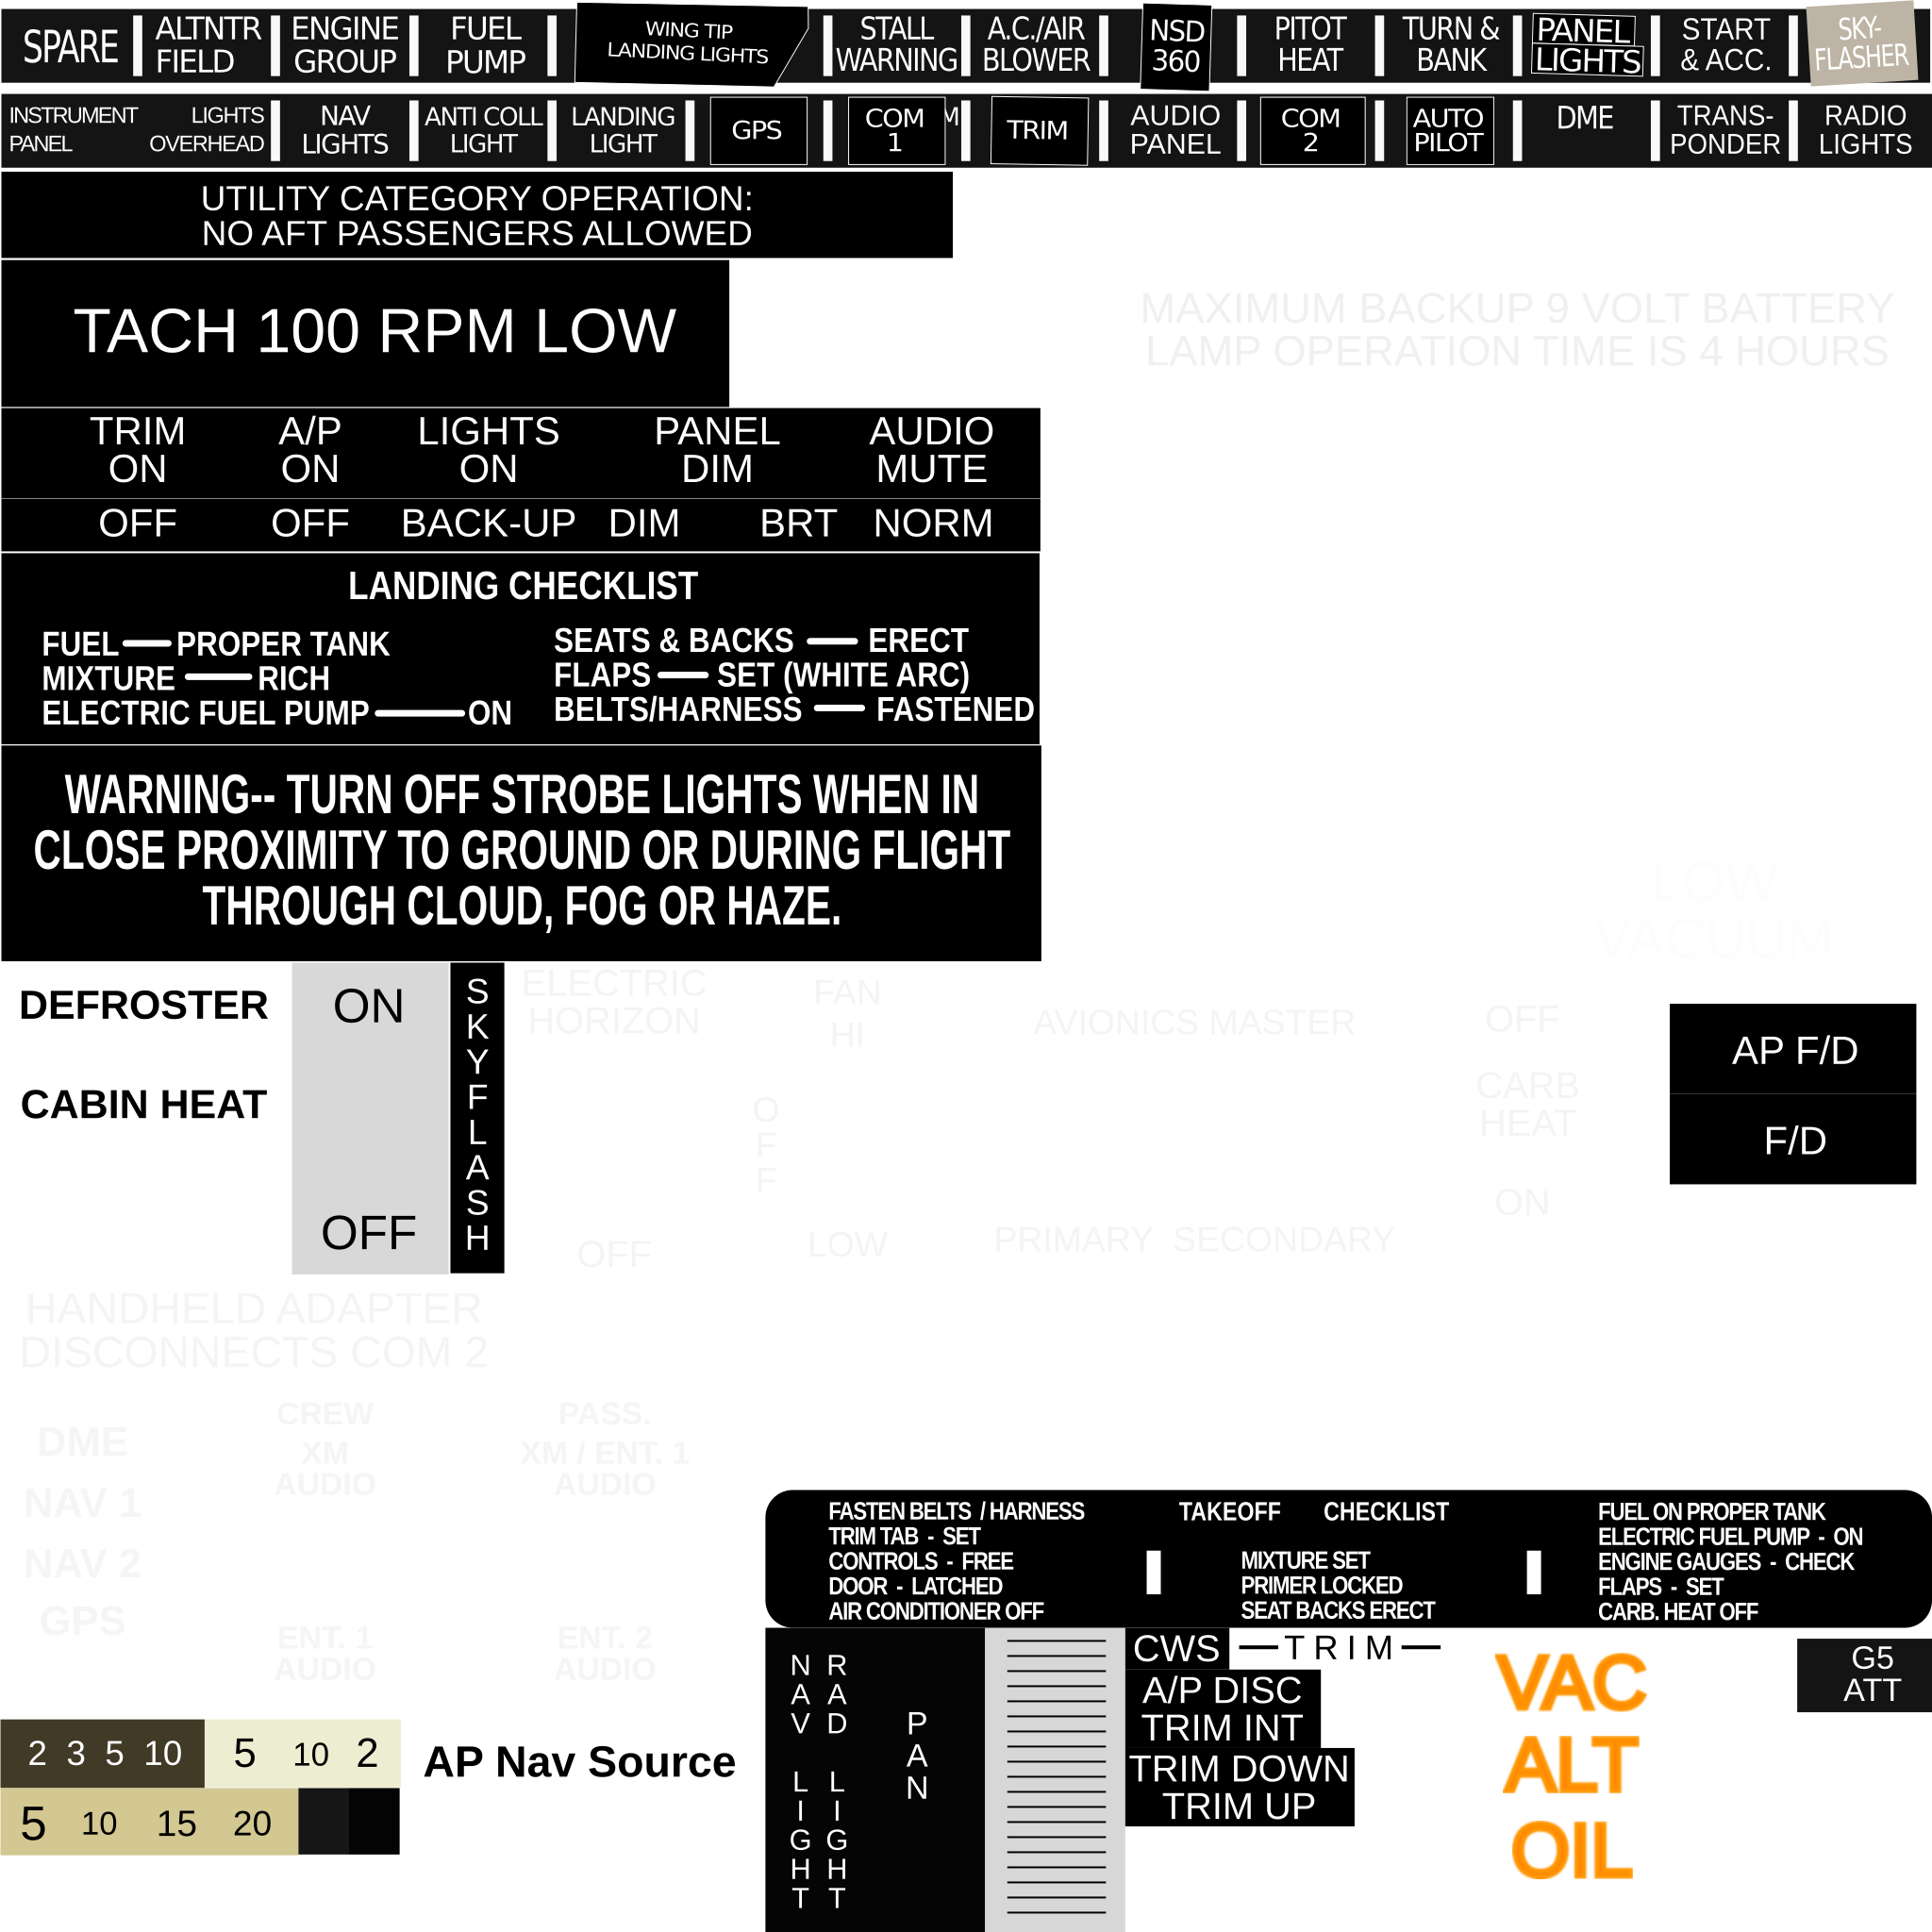 SPARE
ALTNTR
FIELD
ENGINE
GROUP
FUEL
PUMP
WING TIP
LANDING LIGHTS
STALL
WARNING
A.C./AIR
BLOWER
NSD
360
PITOT
HEAT
TURN &
BANK
PANEL
LIGHTS
START
& ACC.
SKY-
FLASHER
INSTRUMENT LIGHTS
PANEL OVERHEAD
NAV
LIGHTS
ANTI COLL
LIGHT
LANDING
LIGHT
GPS
COM
1
TRIM
AUDIO
PANEL
COM
2
AUTO
PILOT
DME
TRANS-
PONDER
RADIO
LIGHTS
UTILITY CATEGORY OPERATION:
NO AFT PASSENGERS ALLOWED
TACH 100 RPM LOW
MAXIMUM BACKUP 9 VOLT BATTERY
LAMP OPERATION TIME IS 4 HOURS
TRIM A/P LIGHTS PANEL AUDIO
ON ON ON DIM MUTE
OFF OFF BACK-UP DIM BRT NORM
LANDING CHECKLIST
FUEL — PROPER TANK
MIXTURE — RICH
ELECTRIC FUEL PUMP — ON
SEATS & BACKS — ERECT
FLAPS — SET (WHITE ARC)
BELTS/HARNESS — FASTENED
WARNING-- TURN OFF STROBE LIGHTS WHEN IN
CLOSE PROXIMITY TO GROUND OR DURING FLIGHT
THROUGH CLOUD, FOG OR HAZE.
LOW
VACUUM
DEFROSTER
CABIN HEAT
ON
OFF
SKYFLASH
ELECTRIC
HORIZON
OFF
FAN
HI
OFF
LOW
AVIONICS MASTER
PRIMARY SECONDARY
OFF
CARB
HEAT
ON
AP F/D
F/D
HANDHELD ADAPTER
DISCONNECTS COM 2
DME
NAV 1
NAV 2
GPS
CREW
XM
AUDIO
ENT. 1
AUDIO
PASS.
XM / ENT. 1
AUDIO
ENT. 2
AUDIO
TAKEOFF CHECKLIST
FASTEN BELTS / HARNESS
TRIM TAB - SET
CONTROLS - FREE
DOOR - LATCHED
AIR CONDITIONER OFF
MIXTURE SET
PRIMER LOCKED
SEAT BACKS ERECT
FUEL ON PROPER TANK
ELECTRIC FUEL PUMP - ON
ENGINE GAUGES - CHECK
FLAPS - SET
CARB. HEAT OFF
2 3 5 10 5 10 2
5 10 15 20
AP Nav Source
NAV LIGHT
RAD LIGHT
PAN
CWS
— T R I M —
A/P DISC
TRIM INT
TRIM DOWN
TRIM UP
VAC
ALT
OIL
G5
ATT